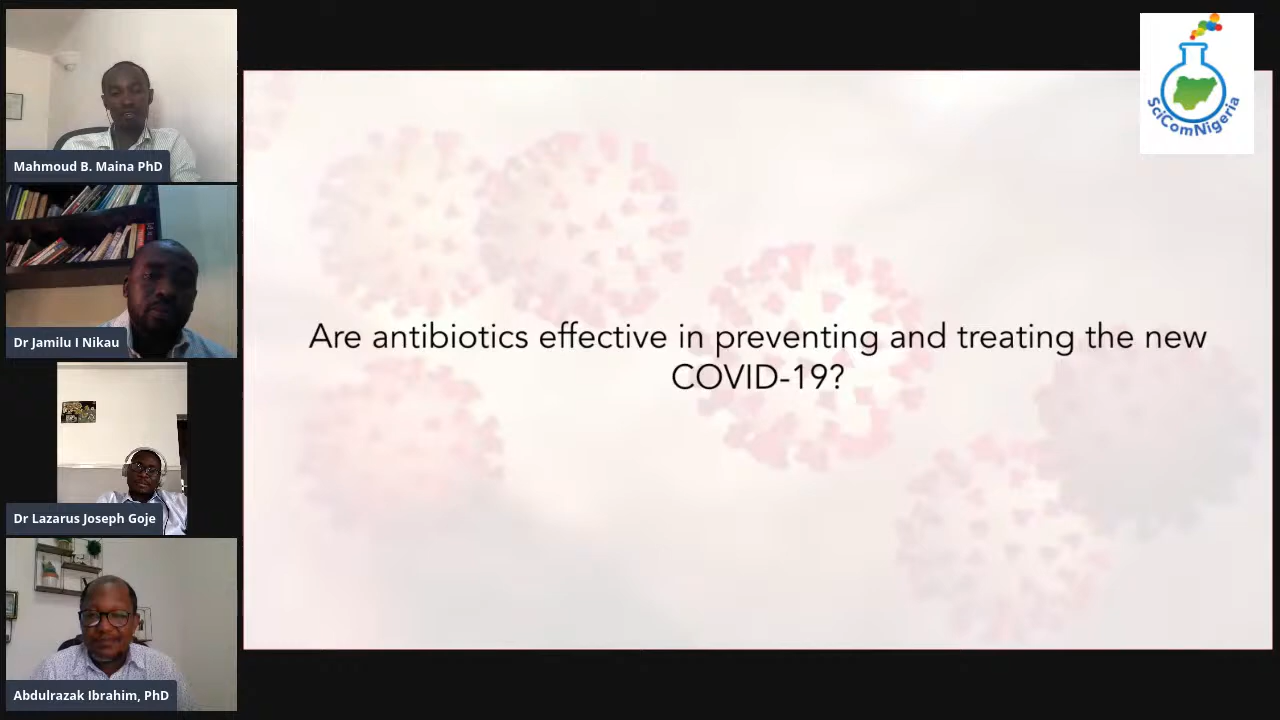 SciComNigeria
Mahmoud B. Maina PhD
Dr Jamilu I Nikau
Dr Lazarus Joseph Goje
Abdulrazak Ibrahim, PhD
Are antibiotics effective in preventing and treating the new
COVID-19?